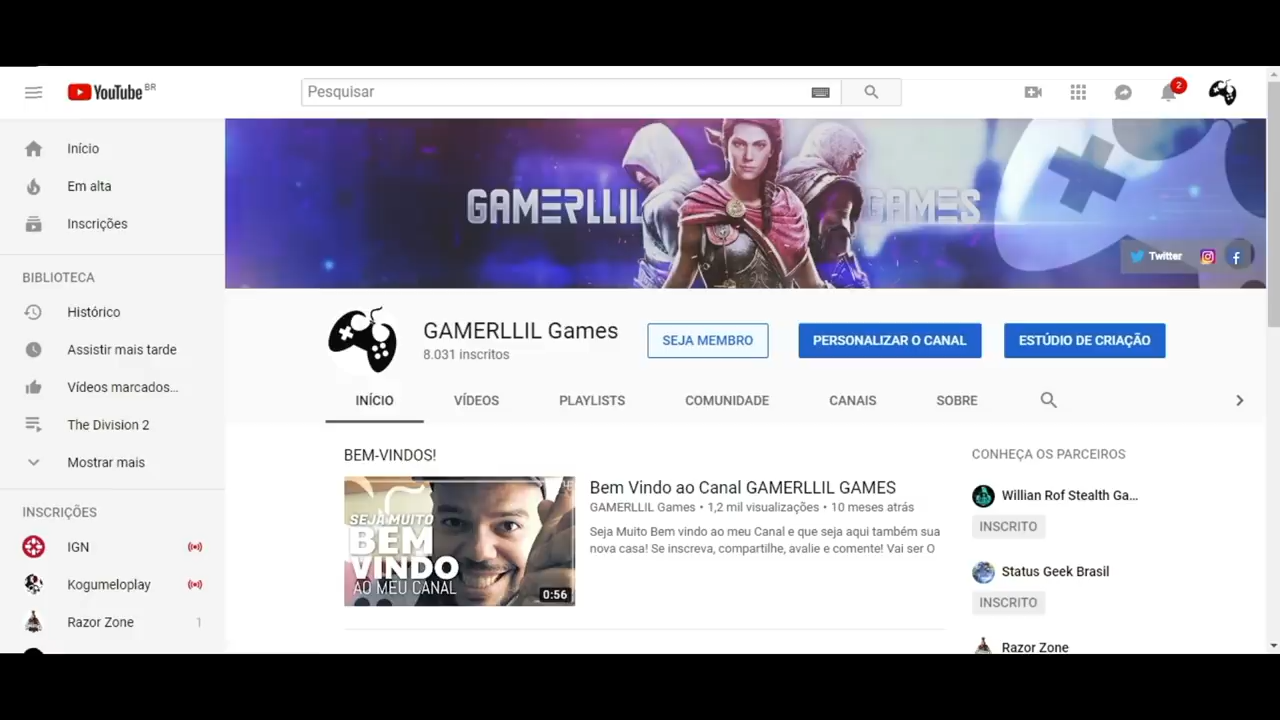 YouTube BR
Pesquisar
2
Início
Em alta
Inscrições
BIBLIOTECA
Histórico
Assistir mais tarde
Vídeos marcados...
The Division 2
Mostrar mais
INSCRIÇÕES
IGN
Kogumeloplay
Razor Zone 1
GAMERLLIL GAMES
Twitter
GAMERLLIL Games
8.031 inscritos
SEJA MEMBRO
PERSONALIZAR O CANAL
ESTÚDIO DE CRIAÇÃO
INÍCIO VÍDEOS PLAYLISTS COMUNIDADE CANAIS SOBRE
BEM-VINDOS!
SEJA MUITO
BEM
VINDO
AO MEU CANAL
0:56
Bem Vindo ao Canal GAMERLLIL GAMES
GAMERLLIL Games • 1,2 mil visualizações • 10 meses atrás
Seja Muito Bem vindo ao meu Canal e que seja aqui também sua
nova casa! Se inscreva, compartilhe, avalie e comente! Vai ser O
CONHEÇA OS PARCEIROS
Willian Rof Stealth Ga...
INSCRITO
Status Geek Brasil
INSCRITO
Razor Zone